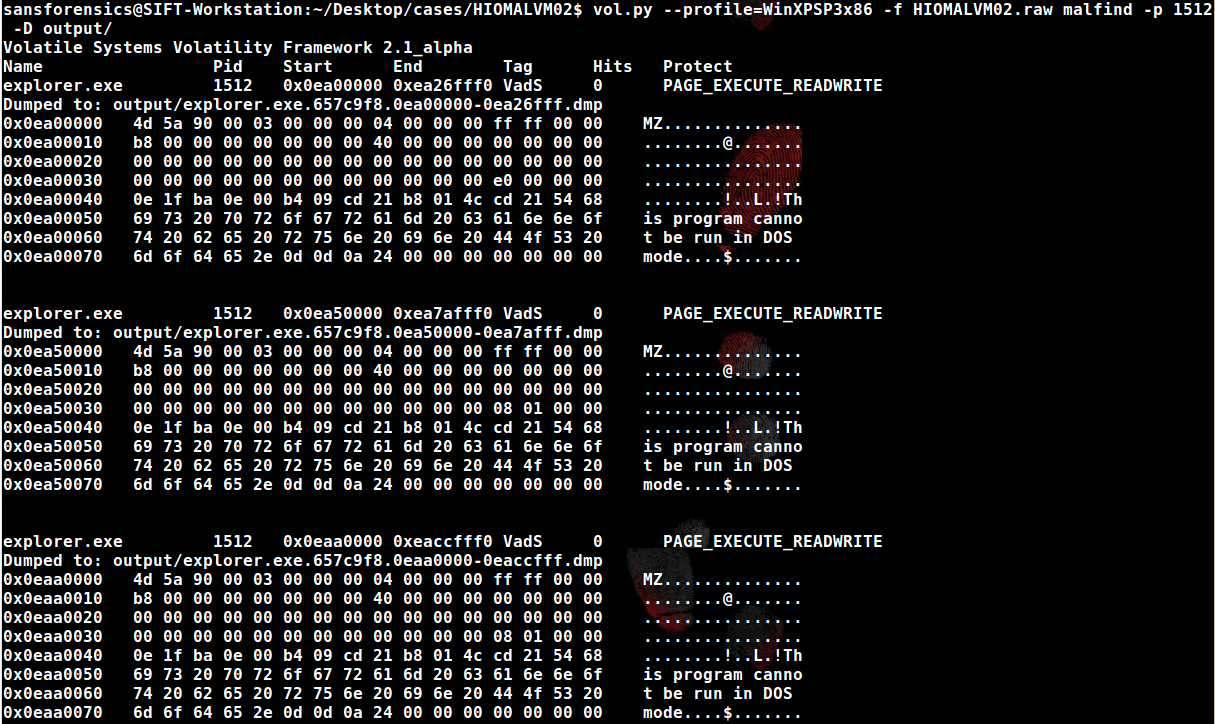 sansforensics@SIFT-Workstation:~/Desktop/cases/HIOMALVM02$ vol.py --profile=WinXPSP3x86 -f HIOMALVM02.raw malfind -p 1512
 -D output/
Volatile Systems Volatility Framework 2.1_alpha
Name                 Pid    Start      End        Tag      Hits   Protect
explorer.exe         1512   0x0ea00000 0xea26fff0 VadS     0      PAGE_EXECUTE_READWRITE
Dumped to: output/explorer.exe.657c9f8.0ea00000-0ea26fff.dmp
0x0ea00000   4d 5a 90 00 03 00 00 00 04 00 00 00 ff ff 00 00    MZ..............
0x0ea00010   b8 00 00 00 00 00 00 00 40 00 00 00 00 00 00 00    ........@.......
0x0ea00020   00 00 00 00 00 00 00 00 00 00 00 00 00 00 00 00    ................
0x0ea00030   00 00 00 00 00 00 00 00 00 00 00 00 e0 00 00 00    ................
0x0ea00040   0e 1f ba 0e 00 b4 09 cd 21 b8 01 4c cd 21 54 68    ........!..L.!Th
0x0ea00050   69 73 20 70 72 6f 67 72 61 6d 20 63 61 6e 6e 6f    is program canno
0x0ea00060   74 20 62 65 20 72 75 6e 20 69 6e 20 44 4f 53 20    t be run in DOS
0x0ea00070   6d 6f 64 65 2e 0d 0d 0a 24 00 00 00 00 00 00 00    mode....$.......
explorer.exe         1512   0x0ea50000 0xea7afff0 VadS     0      PAGE_EXECUTE_READWRITE
Dumped to: output/explorer.exe.657c9f8.0ea50000-0ea7afff.dmp
0x0ea50000   4d 5a 90 00 03 00 00 00 04 00 00 00 ff ff 00 00    MZ..............
0x0ea50010   b8 00 00 00 00 00 00 00 40 00 00 00 00 00 00 00    ........@.......
0x0ea50020   00 00 00 00 00 00 00 00 00 00 00 00 00 00 00 00    ................
0x0ea50030   00 00 00 00 00 00 00 00 00 00 00 00 08 01 00 00    ................
0x0ea50040   0e 1f ba 0e 00 b4 09 cd 21 b8 01 4c cd 21 54 68    ........!..L.!Th
0x0ea50050   69 73 20 70 72 6f 67 72 61 6d 20 63 61 6e 6e 6f    is program canno
0x0ea50060   74 20 62 65 20 72 75 6e 20 69 6e 20 44 4f 53 20    t be run in DOS
0x0ea50070   6d 6f 64 65 2e 0d 0d 0a 24 00 00 00 00 00 00 00    mode....$.......
explorer.exe         1512   0x0eaa0000 0xeaccfff0 VadS     0      PAGE_EXECUTE_READWRITE
Dumped to: output/explorer.exe.657c9f8.0eaa0000-0eaccfff.dmp
0x0eaa0000   4d 5a 90 00 03 00 00 00 04 00 00 00 ff ff 00 00    MZ..............
0x0eaa0010   b8 00 00 00 00 00 00 00 40 00 00 00 00 00 00 00    ........@.......
0x0eaa0020   00 00 00 00 00 00 00 00 00 00 00 00 00 00 00 00    ................
0x0eaa0030   00 00 00 00 00 00 00 00 00 00 00 00 08 01 00 00    ................
0x0eaa0040   0e 1f ba 0e 00 b4 09 cd 21 b8 01 4c cd 21 54 68    ........!..L.!Th
0x0eaa0050   69 73 20 70 72 6f 67 72 61 6d 20 63 61 6e 6e 6f    is program canno
0x0eaa0060   74 20 62 65 20 72 75 6e 20 69 6e 20 44 4f 53 20    t be run in DOS
0x0eaa0070   6d 6f 64 65 2e 0d 0d 0a 24 00 00 00 00 00 00 00    mode....$.......